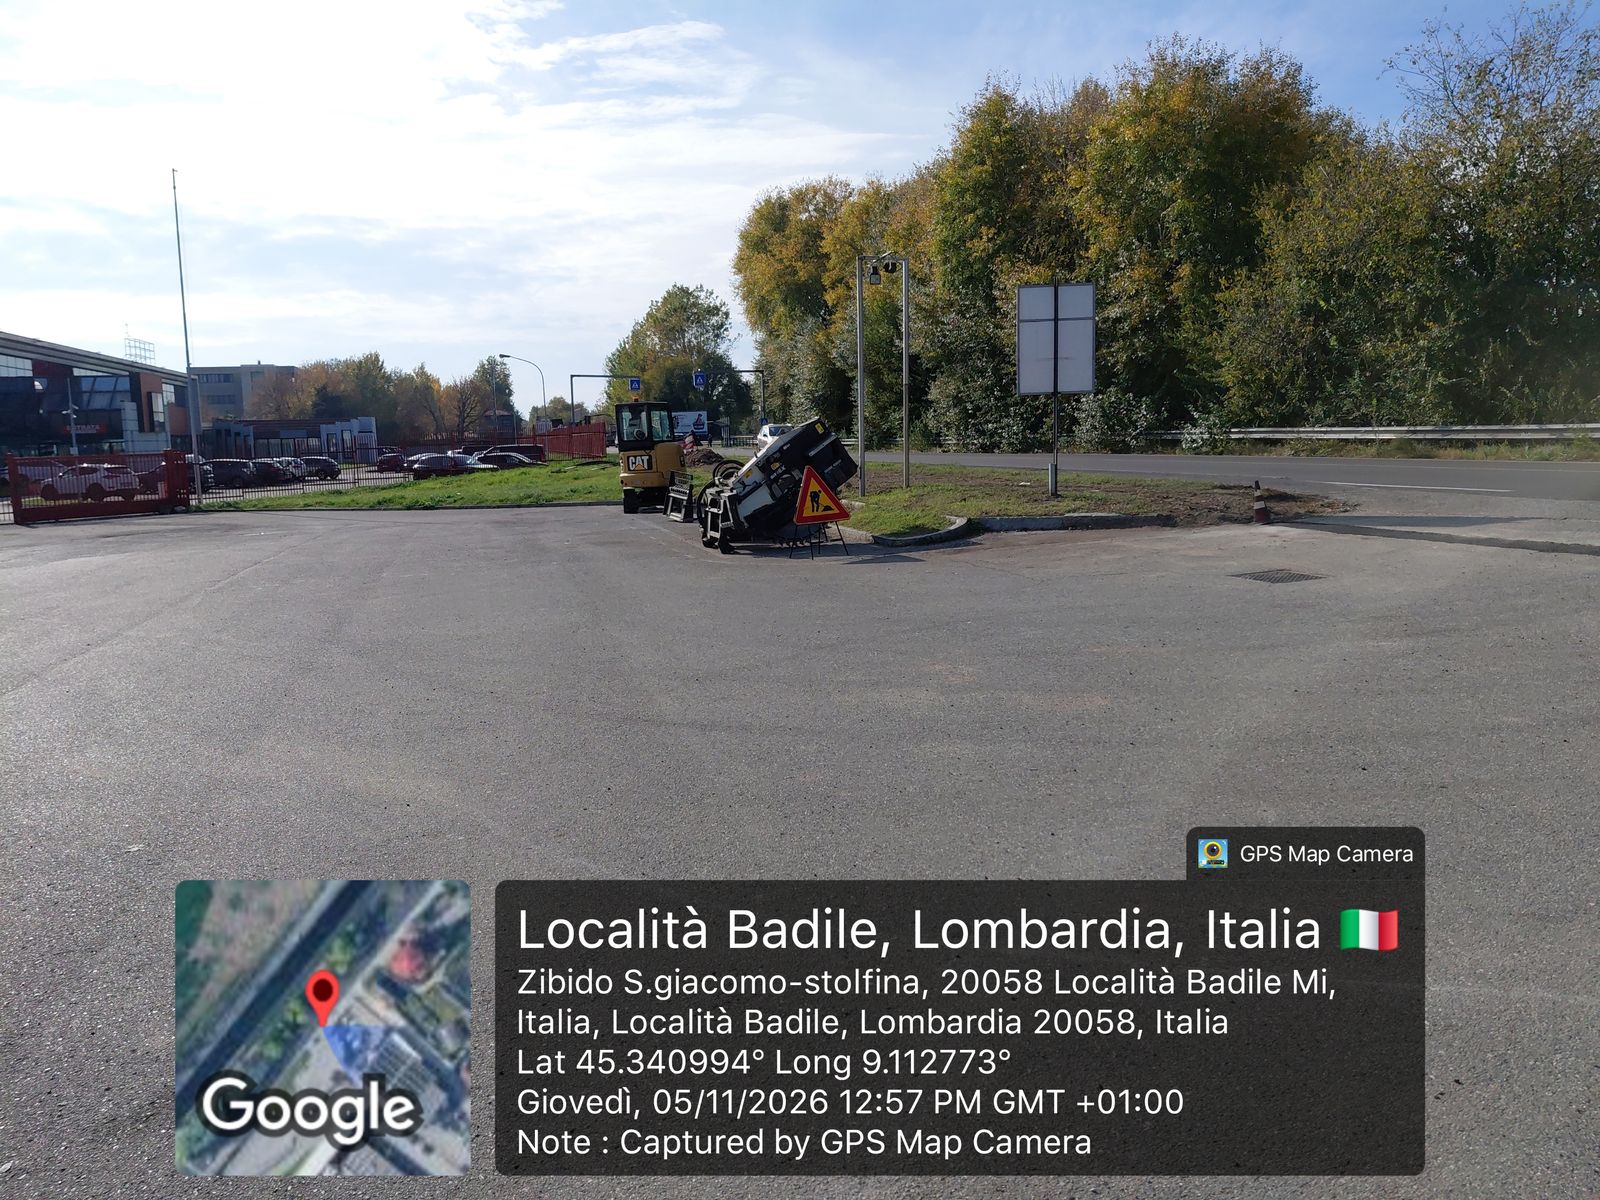 ENTRATA
CAT
GPS Map Camera
Località Badile, Lombardia, Italia
Zibido S.giacomo-stolfina, 20058 Località Badile Mi,
Italia, Località Badile, Lombardia 20058, Italia
Lat 45.340994° Long 9.112773°
Giovedì, 05/11/2026 12:57 PM GMT +01:00
Note : Captured by GPS Map Camera
Google